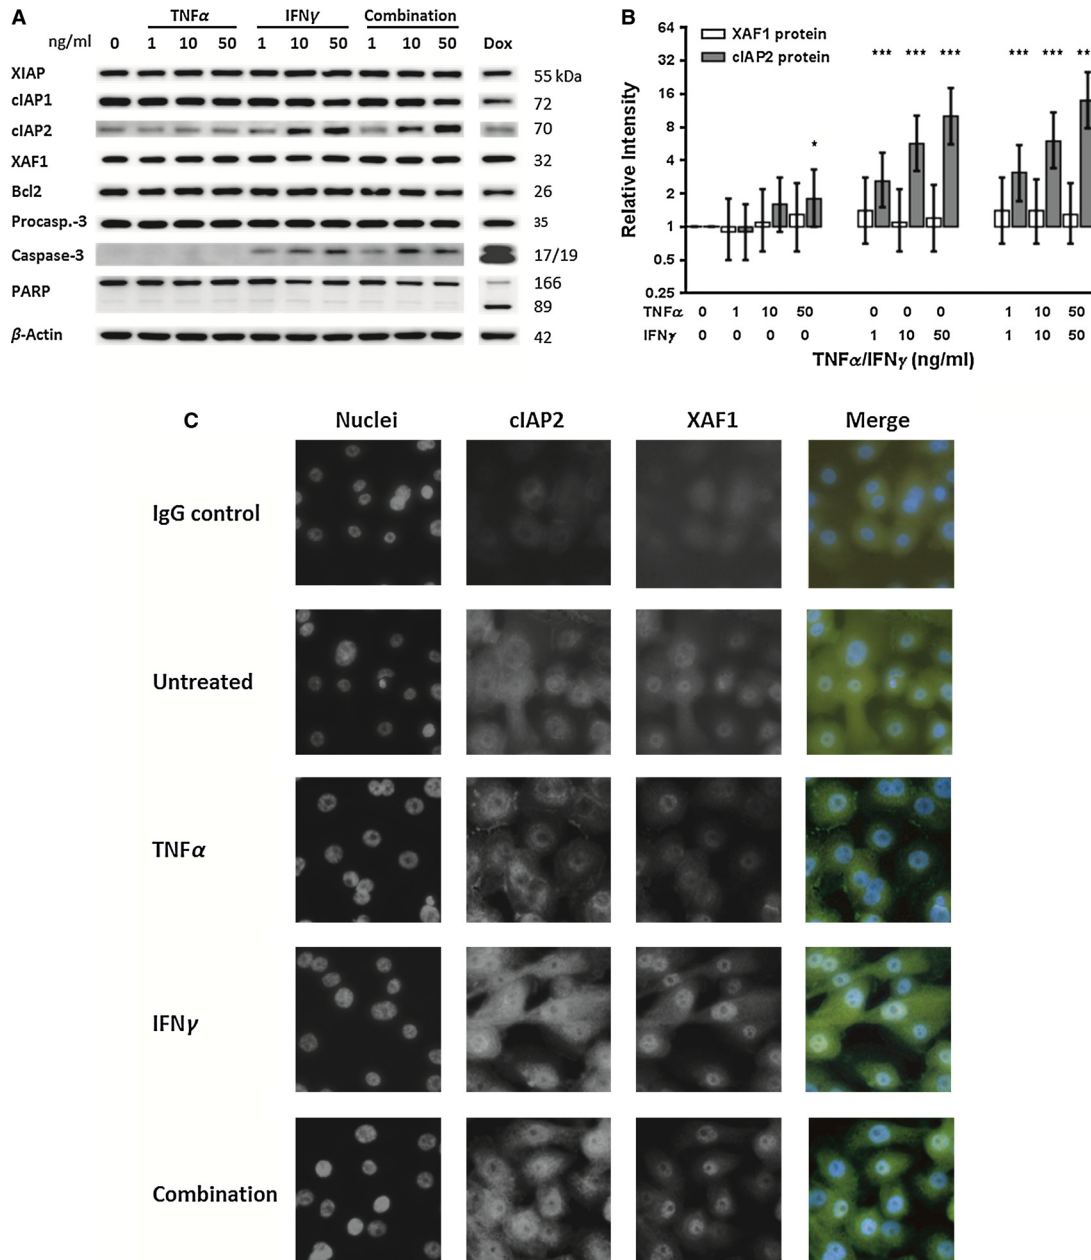 A
TNFα IFNγ Combination
ng/ml 0 1 10 50 1 10 50 1 10 50 Dox
XIAP 55 kDa
cIAP1 72
cIAP2 70
XAF1 32
Bcl2 26
Procasp.-3 35
Caspase-3 17/19
PARP 166
89
β-Actin 42
B
XAF1 protein
cIAP2 protein
Relative Intensity
64
32
16
8
4
2
1
0.5
0.25
*
*** *** ***
*** *** **
TNFα 0 1 10 50 0 0 0 1 10 50
IFNγ 0 0 0 0 1 10 50 1 10 50
TNFα/IFNγ (ng/ml)
C
Nuclei cIAP2 XAF1 Merge
IgG control
Untreated
TNFα
IFNγ
Combination